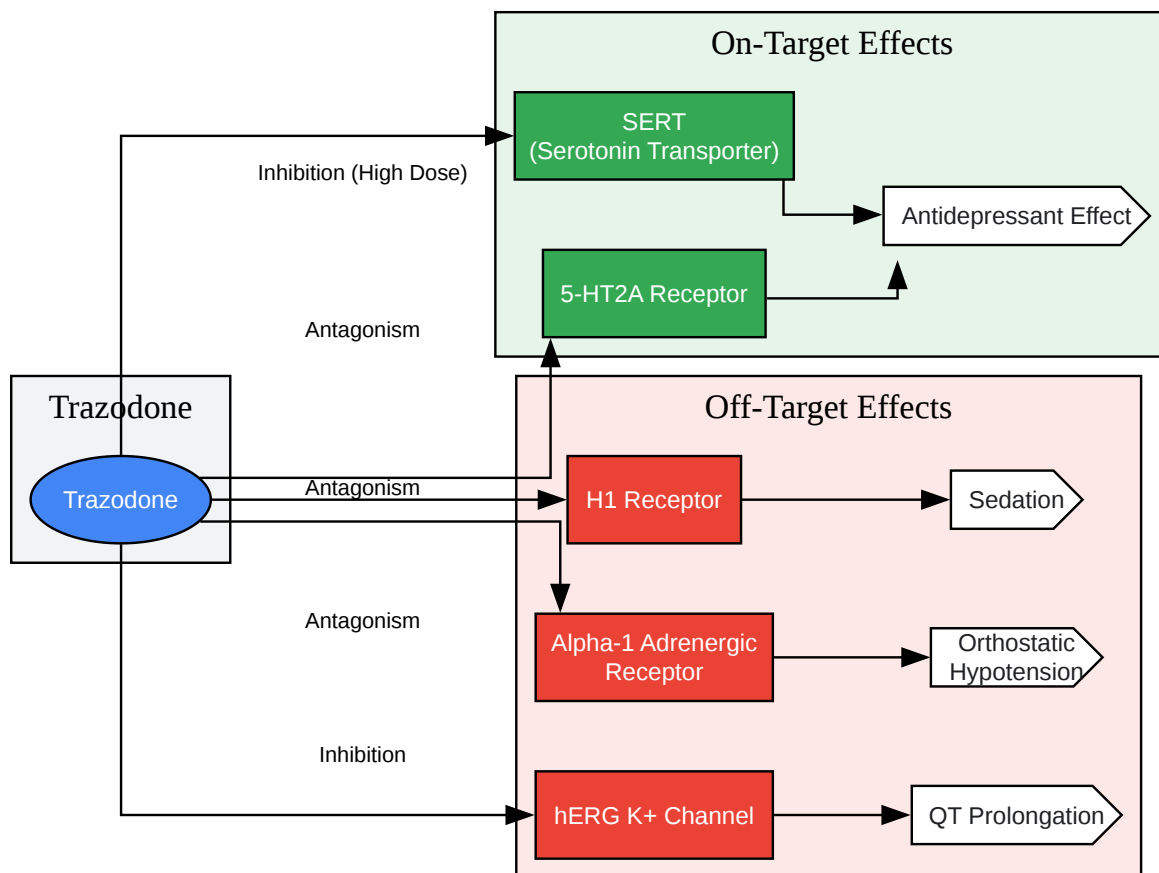 On-Target Effects
SERT
(Serotonin Transporter)
Inhibition (High Dose)
Antidepressant Effect
5-HT2A Receptor
Antagonism
Trazodone
Off-Target Effects
Trazodone
Antagonism
H1 Receptor
Sedation
Antagonism
Alpha-1 Adrenergic
Receptor
Orthostatic
Hypotension
Inhibition
hERG K+ Channel
QT Prolongation